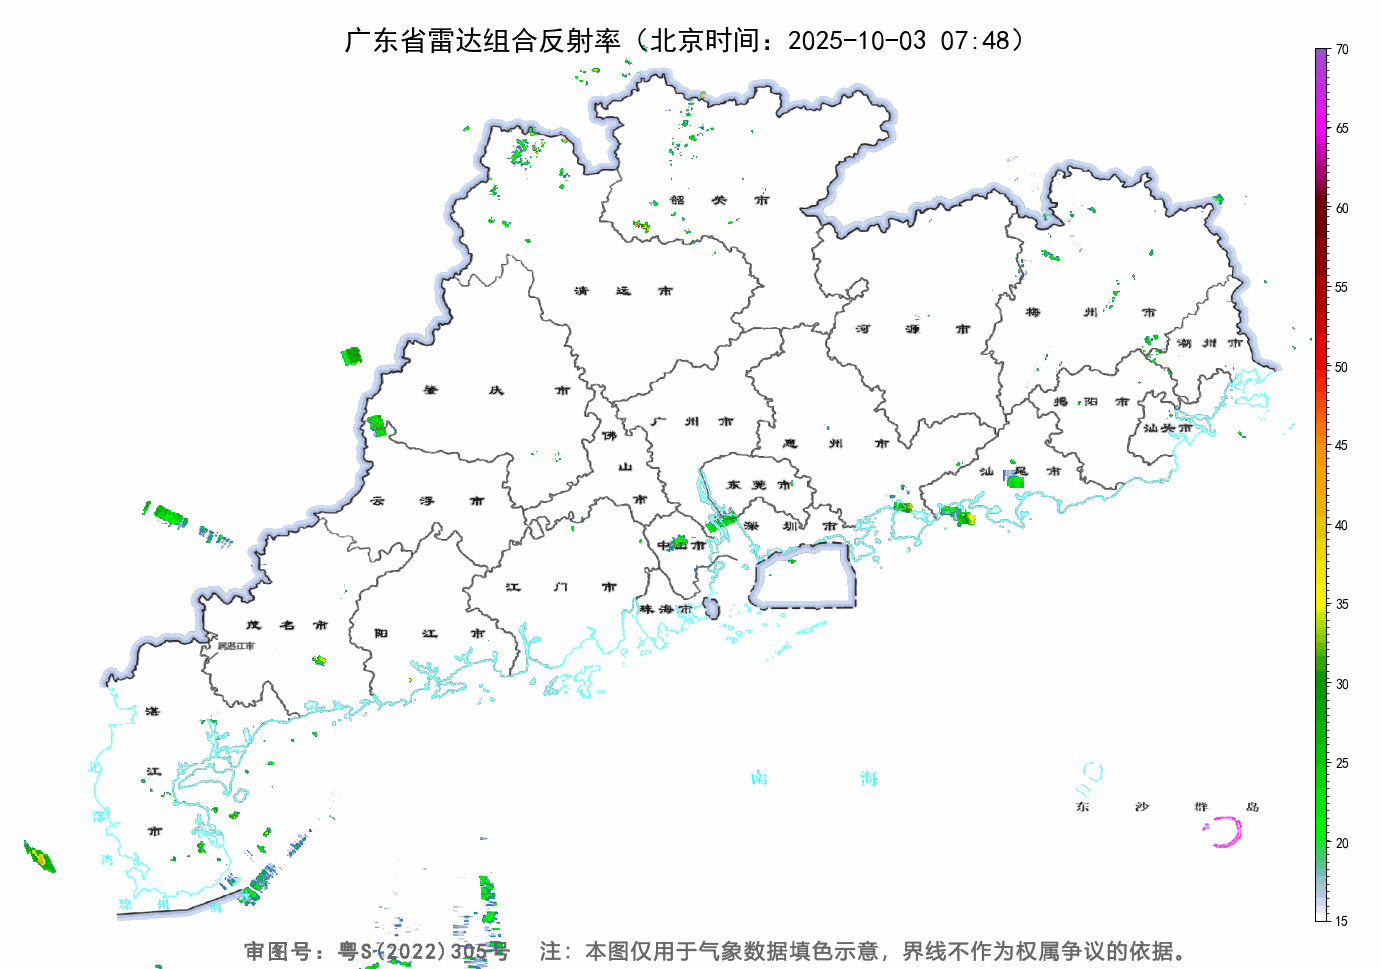 广东省雷达组合反射率（北京时间：2025-10-03 07:48）
70
65
60
55
50
45
40
35
30
25
20
15
韶关市
清远市
河源市
梅州市
潮州市
肇庆市
广州市
惠州市
揭阳市
汕头市
佛山市
东莞市
汕尾市
云浮市
深圳市
中山市
江门市
珠海市
茂名市
阳江市
属湛江市
湛江市
北部湾
琼州海
南海
东沙群岛
审图号：粤S(2022)305号　注：本图仅用于气象数据填色示意，界线不作为权属争议的依据。